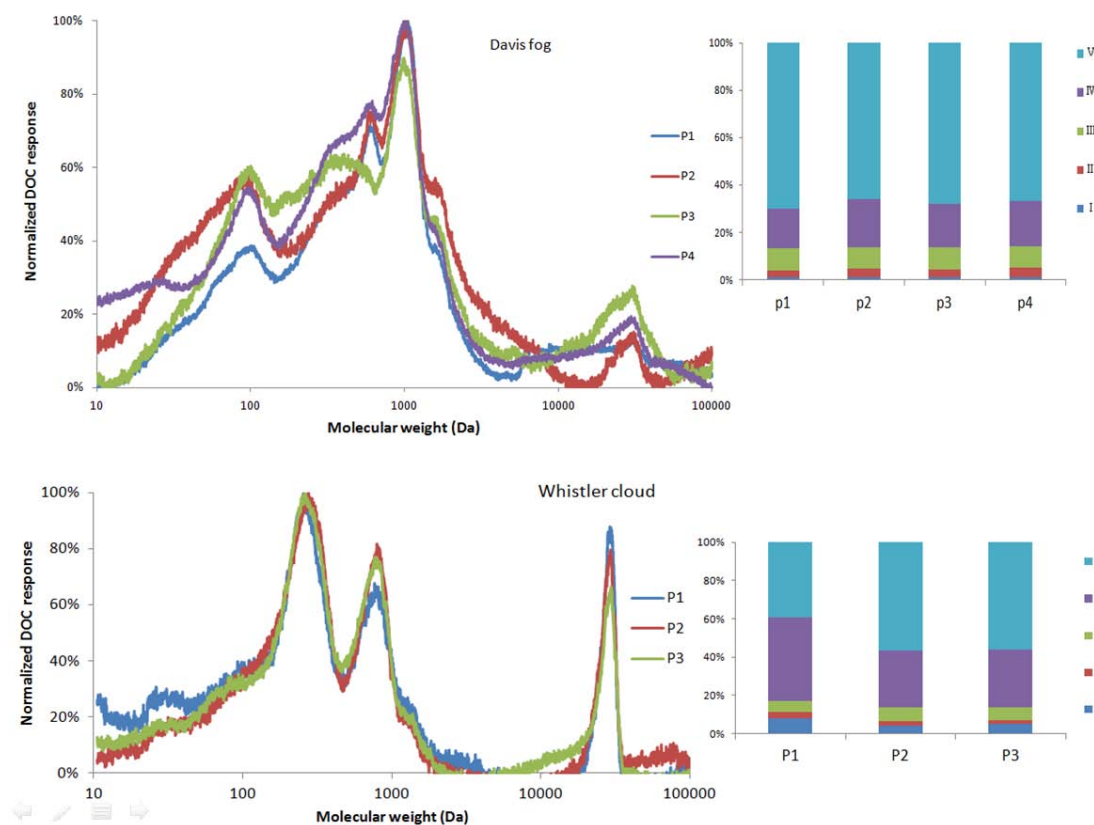 Davis fog
Normalized DOC response
100%
80%
60%
40%
20%
0%
10
100
1000
10000
100000
Molecular weight (Da)
P1
P2
P3
P4
100%
80%
60%
40%
20%
0%
p1
p2
p3
p4
V
IV
III
II
I
Whistler cloud
Normalized DOC response
100%
80%
60%
40%
20%
0%
10
100
1000
10000
100000
Molecular weight (Da)
P1
P2
P3
100%
80%
60%
40%
20%
0%
P1
P2
P3